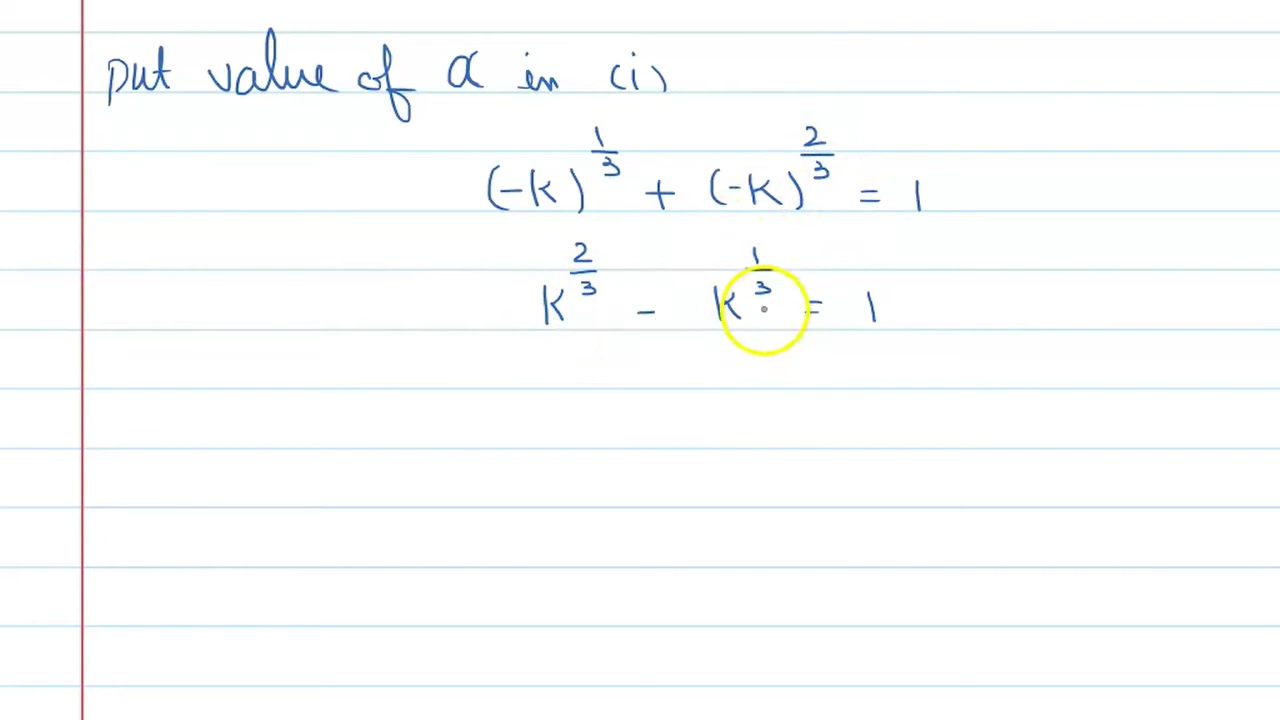 put value of α in (i)
(-k)^{1/3} + (-k)^{2/3} = 1
k^{2/3} - k^{1/3} = 1